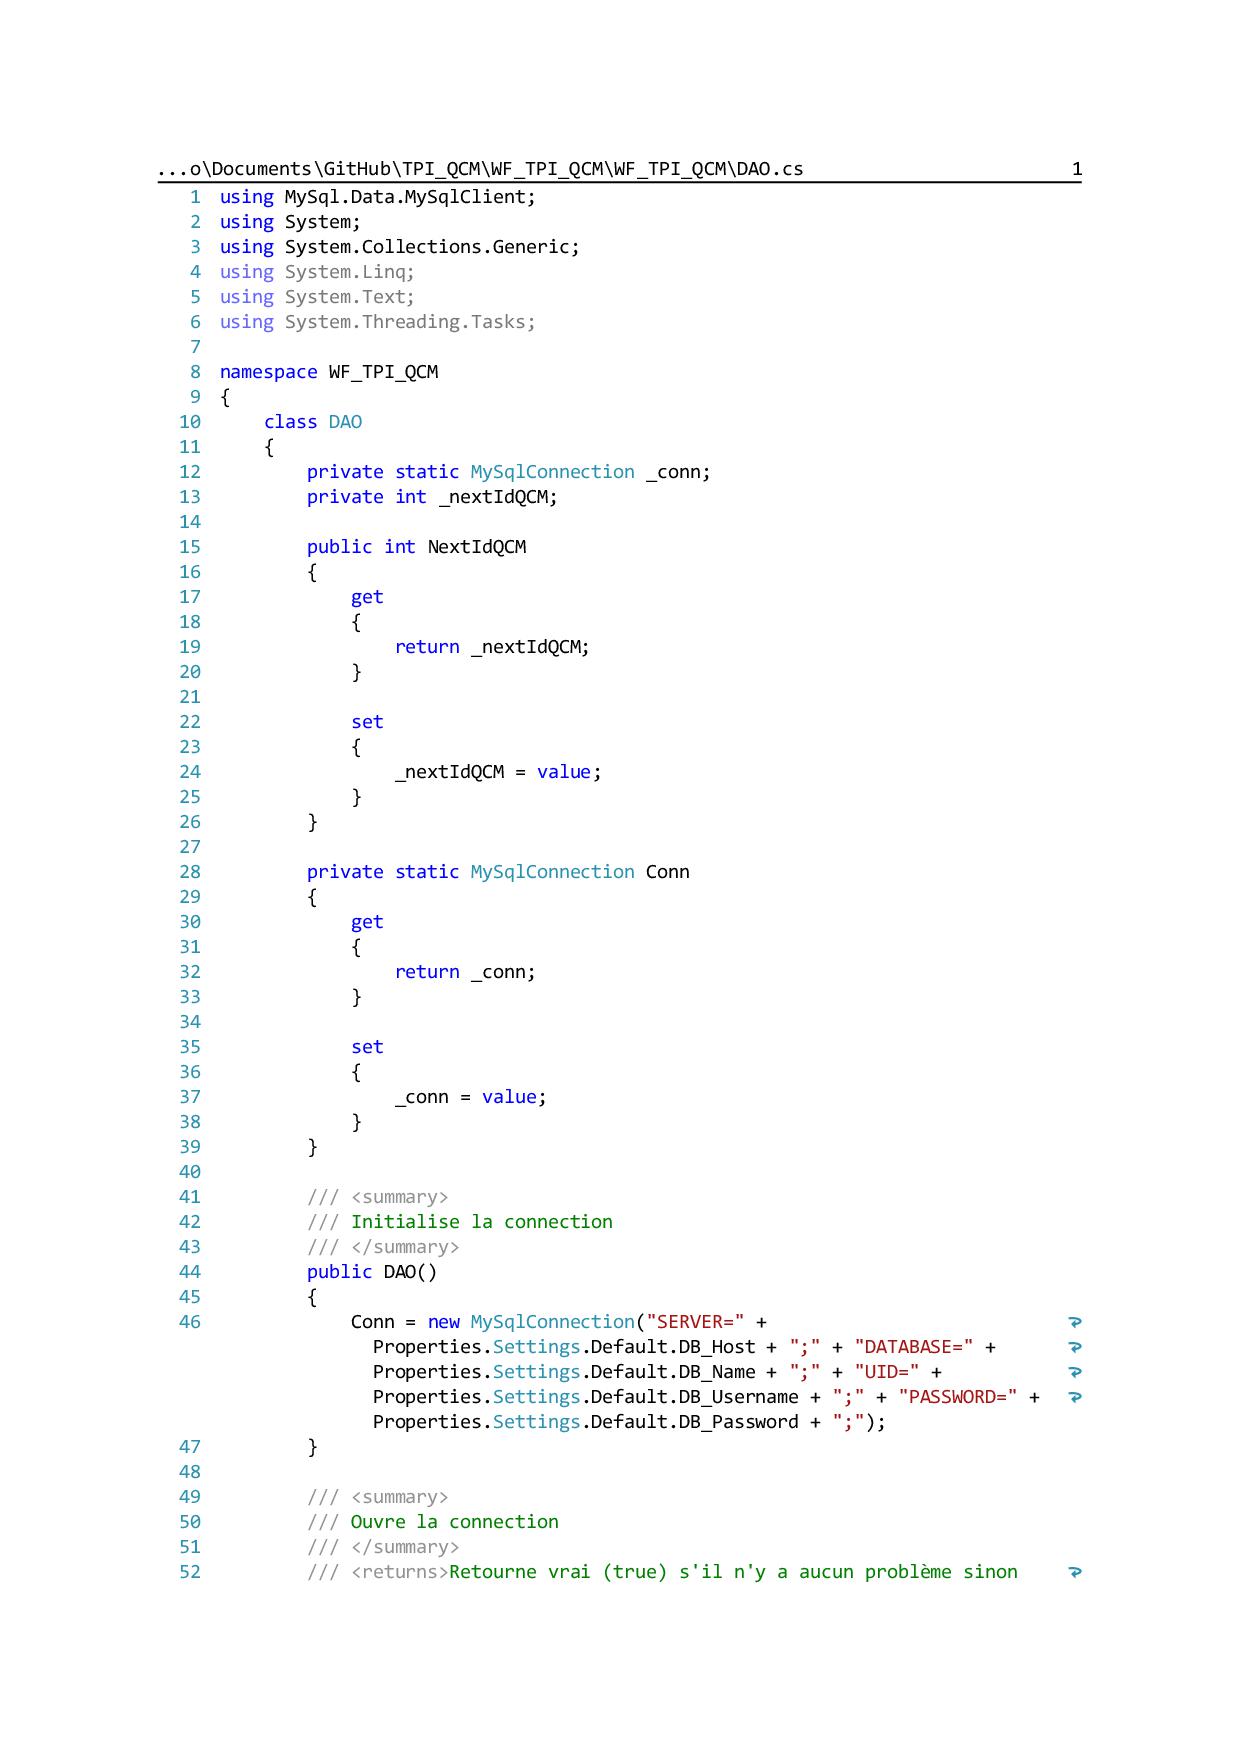 ...o\Documents\GitHub\TPI_QCM\WF_TPI_QCM\WF_TPI_QCM\DAO.cs 1
1 using MySql.Data.MySqlClient;
2 using System;
3 using System.Collections.Generic;
4 using System.Linq;
5 using System.Text;
6 using System.Threading.Tasks;
7
8 namespace WF_TPI_QCM
9 {
10     class DAO
11     {
12         private static MySqlConnection _conn;
13         private int _nextIdQCM;
14
15         public int NextIdQCM
16         {
17             get
18             {
19                 return _nextIdQCM;
20             }
21
22             set
23             {
24                 _nextIdQCM = value;
25             }
26         }
27
28         private static MySqlConnection Conn
29         {
30             get
31             {
32                 return _conn;
33             }
34
35             set
36             {
37                 _conn = value;
38             }
39         }
40
41         /// <summary>
42         /// Initialise la connection
43         /// </summary>
44         public DAO()
45         {
46             Conn = new MySqlConnection("SERVER=" +
              Properties.Settings.Default.DB_Host + ";" + "DATABASE=" +
              Properties.Settings.Default.DB_Name + ";" + "UID=" +
              Properties.Settings.Default.DB_Username + ";" + "PASSWORD=" +
              Properties.Settings.Default.DB_Password + ";");
47         }
48
49         /// <summary>
50         /// Ouvre la connection
51         /// </summary>
52         /// <returns>Retourne vrai (true) s'il n'y a aucun problème sinon